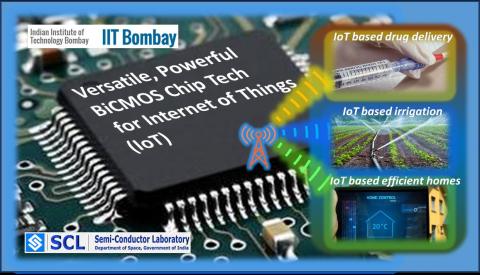 Indian Institute of
Technology Bombay
IIT Bombay
Versatile, Powerful
BiCMOS Chip Tech
for Internet of Things
(IoT)
IoT based drug delivery
IoT based irrigation
IoT based efficient homes
HOME CONTROL
20°C
SCL
Semi-Conductor Laboratory
Department of Space, Government of India